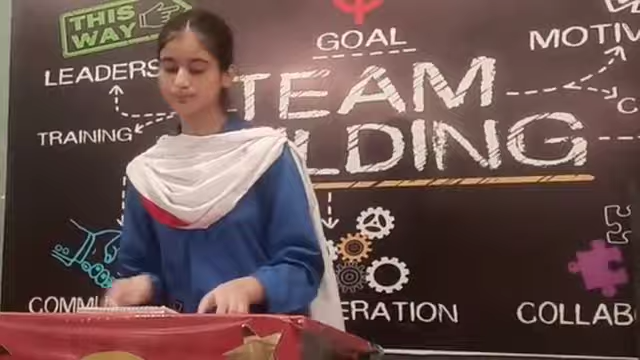 THIS
WAY
GOAL
MOTIV
LEADERS
TEAM
TRAINING
LDING
COMMU
ERATION
COLLAB